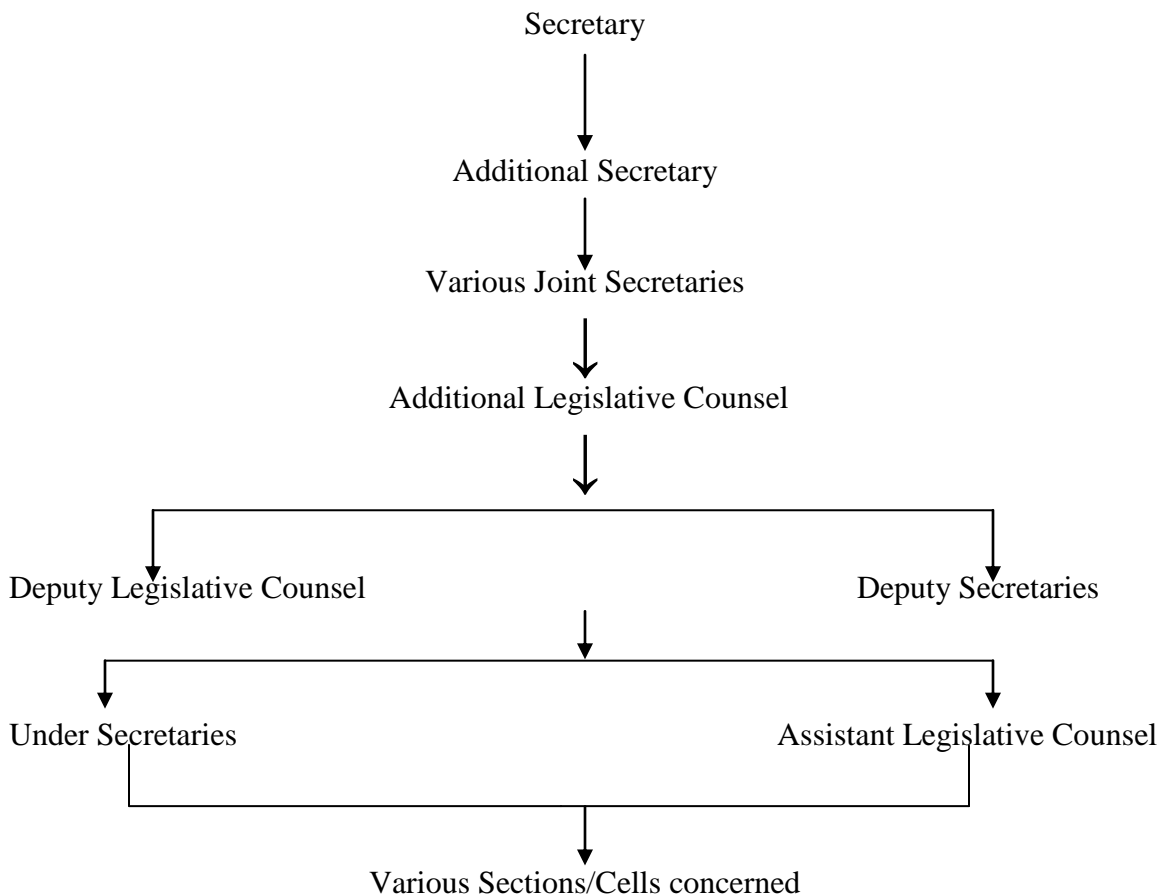 Secretary
Additional Secretary
Various Joint Secretaries
Additional Legislative Counsel
Deputy Legislative Counsel
Deputy Secretaries
Under Secretaries
Assistant Legislative Counsel
Various Sections/Cells concerned